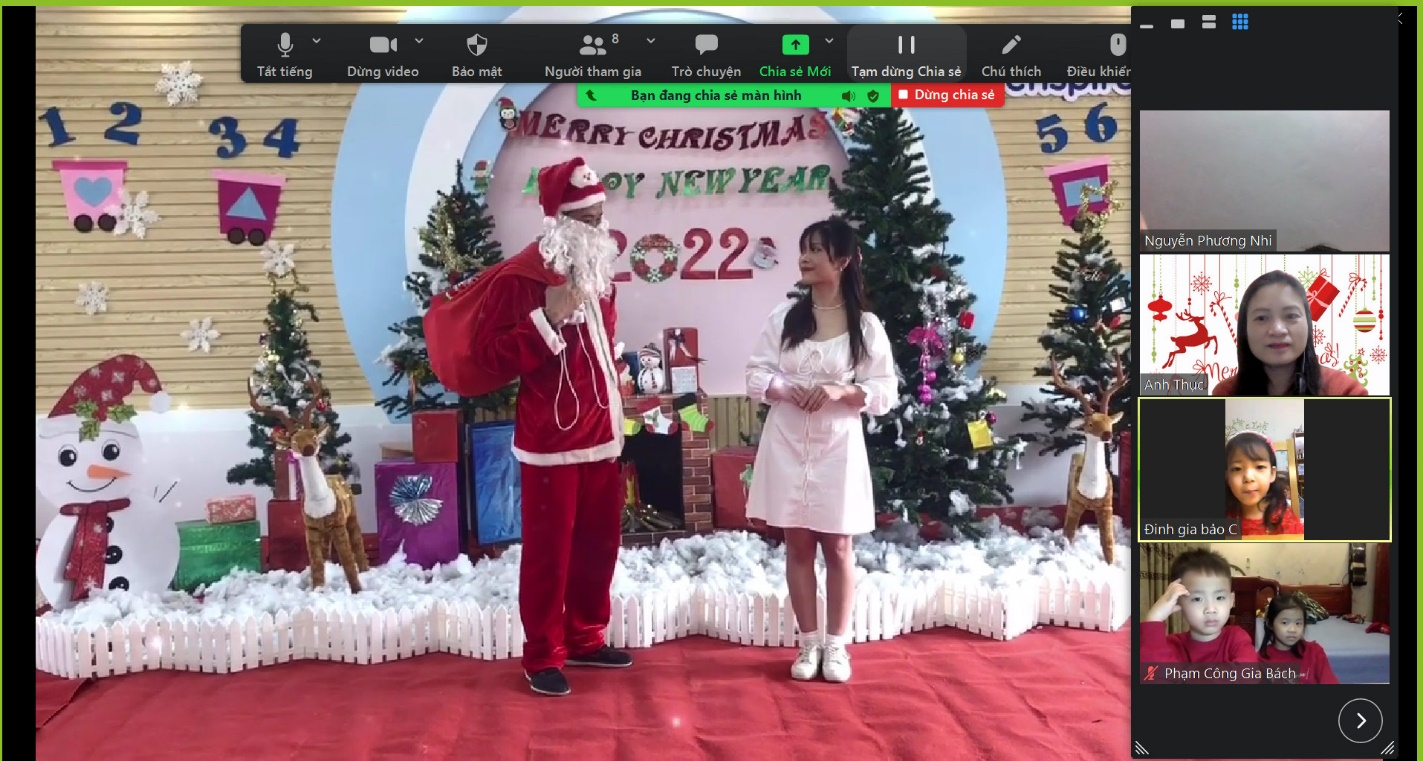 8
Tắt tiếng
Dừng video
Bảo mật
Người tham gia
Trò chuyện
Chia sẻ Mới
Tạm dừng Chia sẻ
Chú thích
Bạn đang chia sẻ màn hình
Dừng chia sẻ
1 2
3 4
5 6
MERRY CHRISTMAS
NEW YEAR
2022
Nguyễn Phương Nhi
Anh Thục
Đinh gia bảo C
Phạm Công Gia Bách